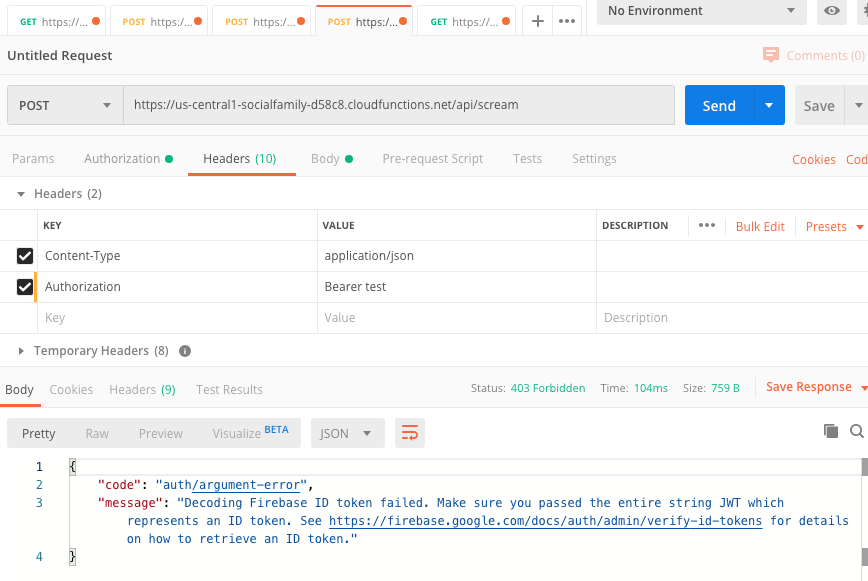 GET https://...
POST https:/...
POST https:/...
POST https:/...
GET https://...
No Environment
Untitled Request
Comments (0)
POST
https://us-central1-socialfamily-d58c8.cloudfunctions.net/api/scream
Send
Save
Params
Authorization
Headers (10)
Body
Pre-request Script
Tests
Settings
Cookies
Cod
Headers (2)
KEY
VALUE
DESCRIPTION
Bulk Edit
Presets
Content-Type
application/json
Authorization
Bearer test
Key
Value
Description
Temporary Headers (8)
Body
Cookies
Headers (9)
Test Results
Status: 403 Forbidden
Time: 104ms
Size: 759 B
Save Response
Pretty
Raw
Preview
Visualize BETA
JSON
1 {
2 "code": "auth/argument-error",
3 "message": "Decoding Firebase ID token failed. Make sure you passed the entire string JWT which
represents an ID token. See https://firebase.google.com/docs/auth/admin/verify-id-tokens for details
on how to retrieve an ID token."
4 }